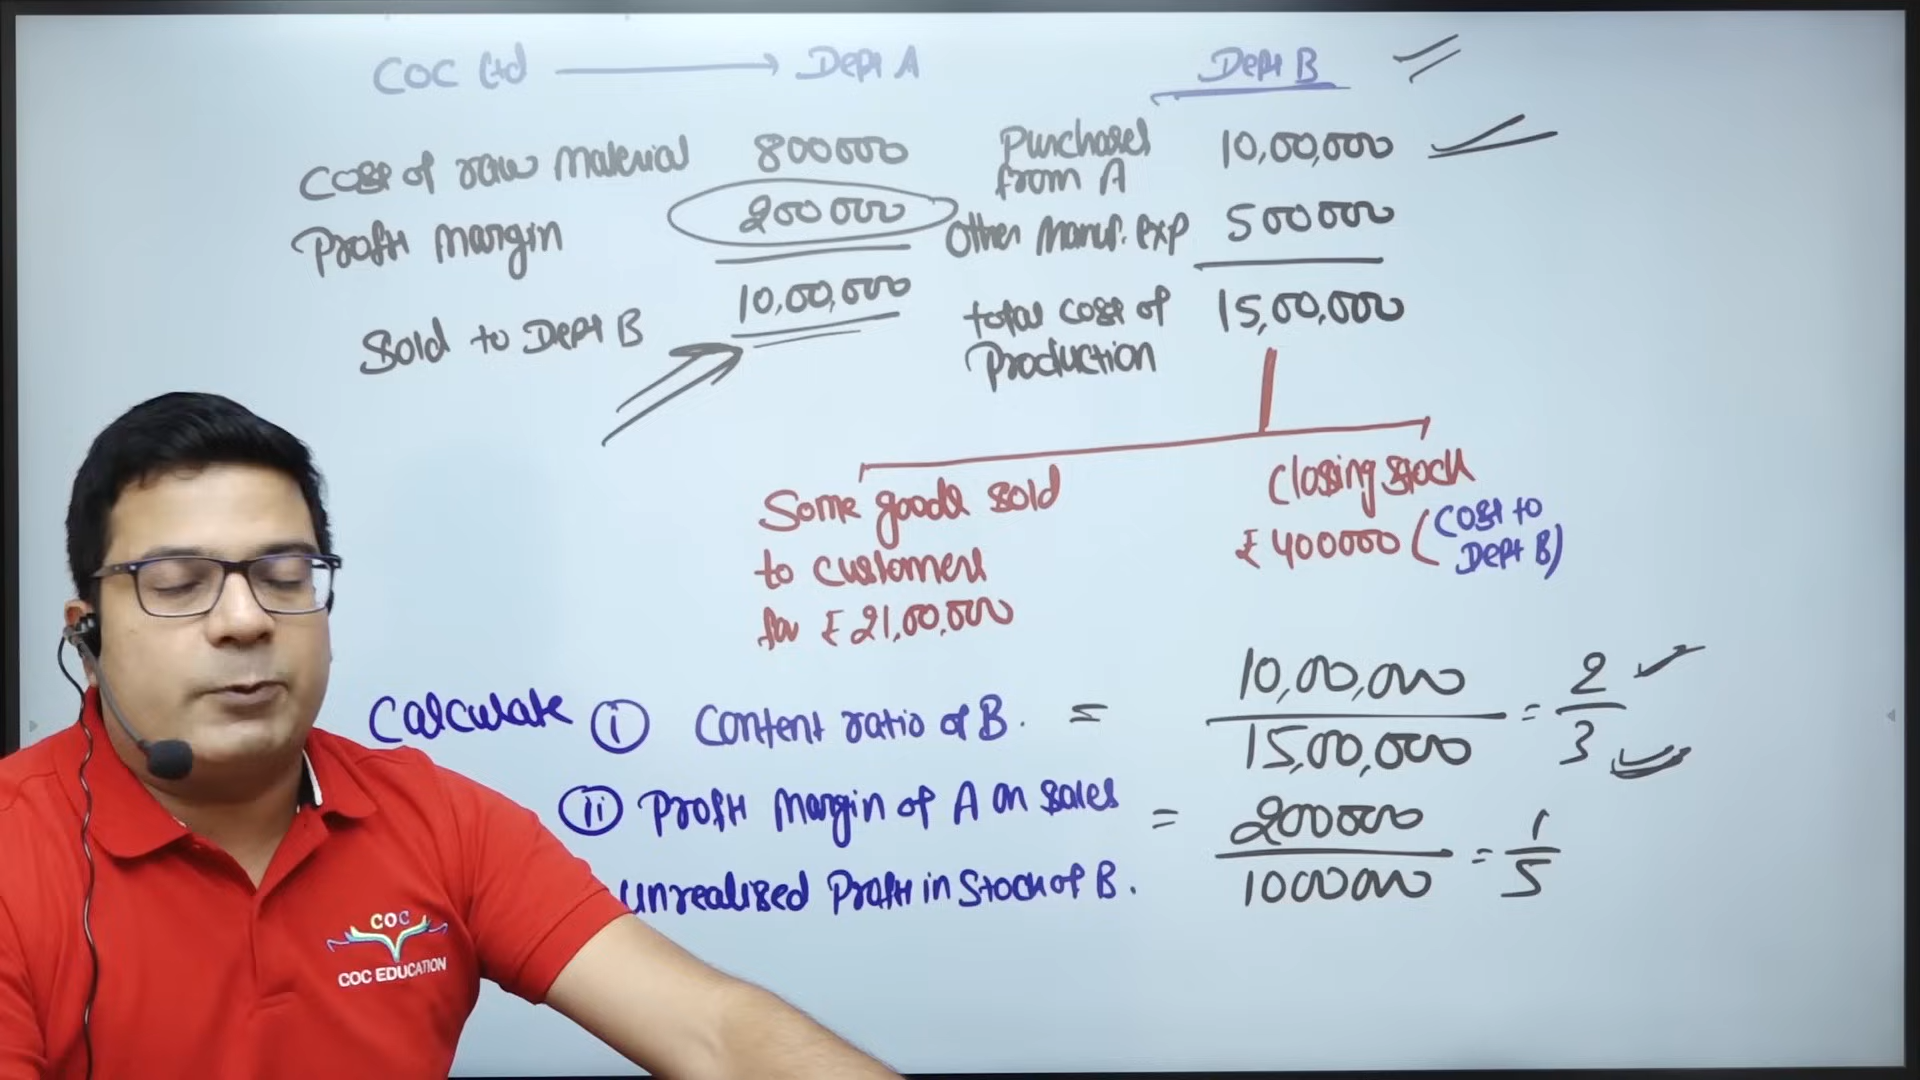 COC Ltd → Dept A
Dept B
Cost of raw material 800000
Profit Margin 200000
Sold to Dept B 10,00,000
Purchases from A 10,00,000
Other Manuf. Exp 500000
total cost of Production 15,00,000
Some goods sold
to customers
for ₹ 21,00,000
Closing stock
₹ 400000 (Cost to
Dept B)
Calculate (i) Content ratio of B. = 10,00,000 / 15,00,000 = 2/3
(ii) Profit Margin of A on sales = 200000 / 1000000 = 1/5
unrealised Profit in Stock of B.
COC
COC EDUCATION